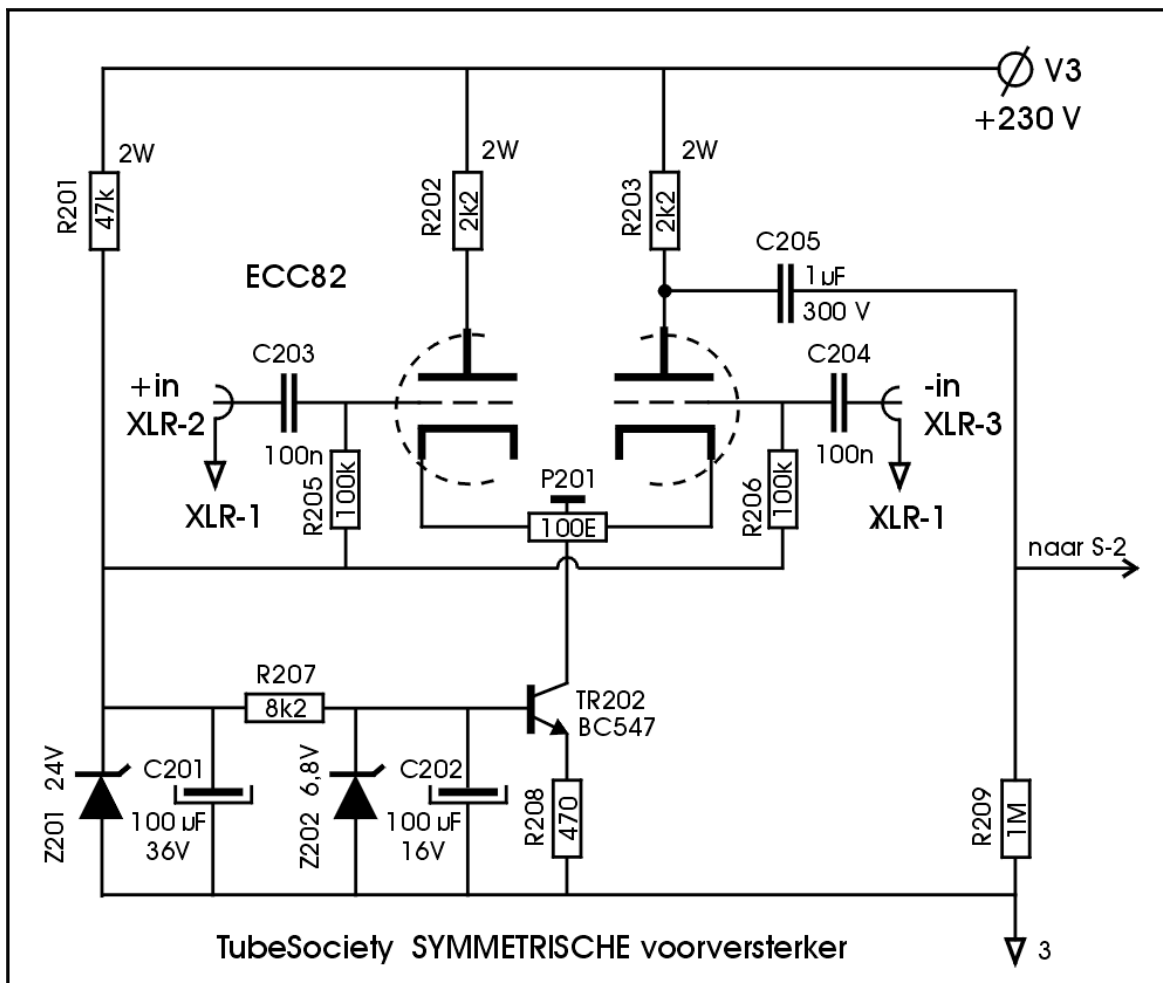 V3
+230 V
2W
2W
2W
R201
47k
R202
2k2
R203
2k2
C205
1µF
300 V
ECC82
C203
C204
+in
XLR-2
-in
XLR-3
100n
100n
XLR-1
XLR-1
R205
100k
P201
100E
R206
100k
naar S-2
R207
8k2
TR202
BC547
Z201 24V
C201
100 µF
36V
Z202 6,8V
C202
100 µF
16V
R208
470
R209
1M
TubeSociety SYMMETRISCHE voorversterker
3